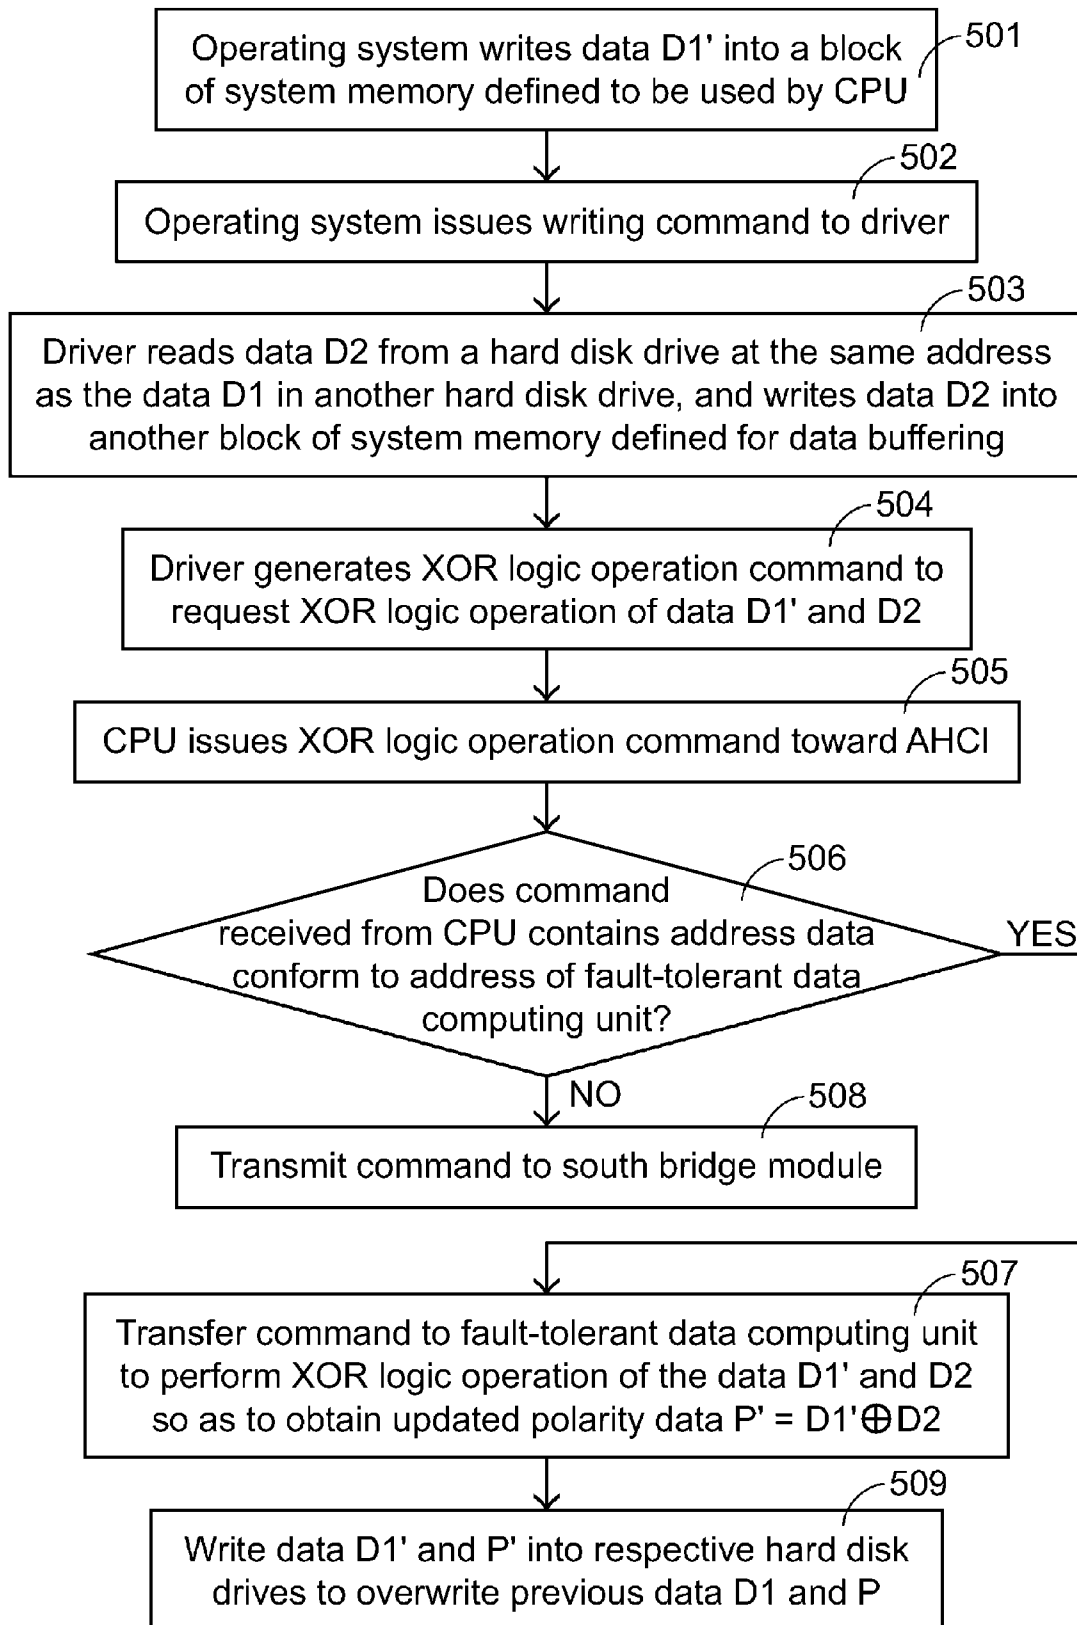 Operating system writes data D1' into a block
of system memory defined to be used by CPU
501
502
Operating system issues writing command to driver
503
Driver reads data D2 from a hard disk drive at the same address
as the data D1 in another hard disk drive, and writes data D2 into
another block of system memory defined for data buffering
504
Driver generates XOR logic operation command to
request XOR logic operation of data D1' and D2
505
CPU issues XOR logic operation command toward AHCI
506
Does command
received from CPU contains address data
conform to address of fault-tolerant data
computing unit?
YES
NO
508
Transmit command to south bridge module
507
Transfer command to fault-tolerant data computing unit
to perform XOR logic operation of the data D1' and D2
so as to obtain updated polarity data P' = D1'⊕D2
509
Write data D1' and P' into respective hard disk
drives to overwrite previous data D1 and P